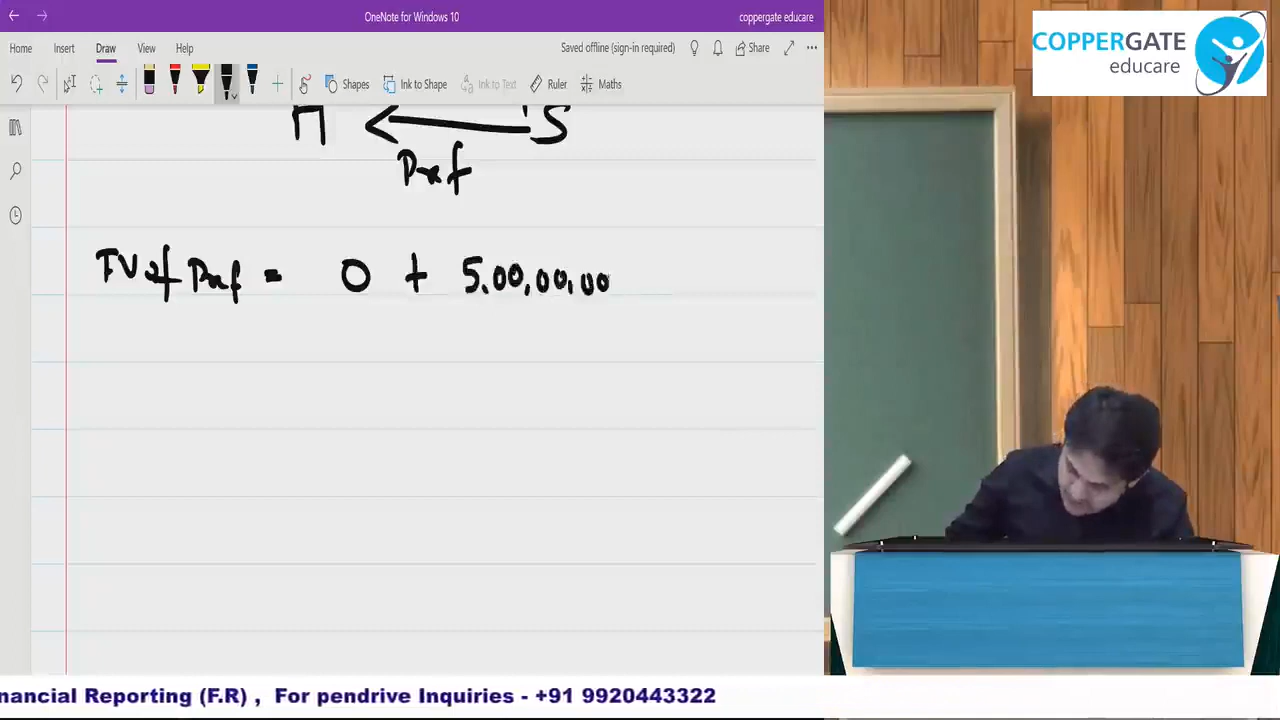 OneNote for Windows 10
coppergate educare
Home Insert Draw View Help
Saved offline (sign-in required)
Share
Shapes Ink to Shape Ink to Text Ruler Maths
COPPERGATE
educare
H S
Pref
FV of Pref = 0 + 5,00,00,00
nancial Reporting (F.R) , For pendrive Inquiries - +91 9920443322